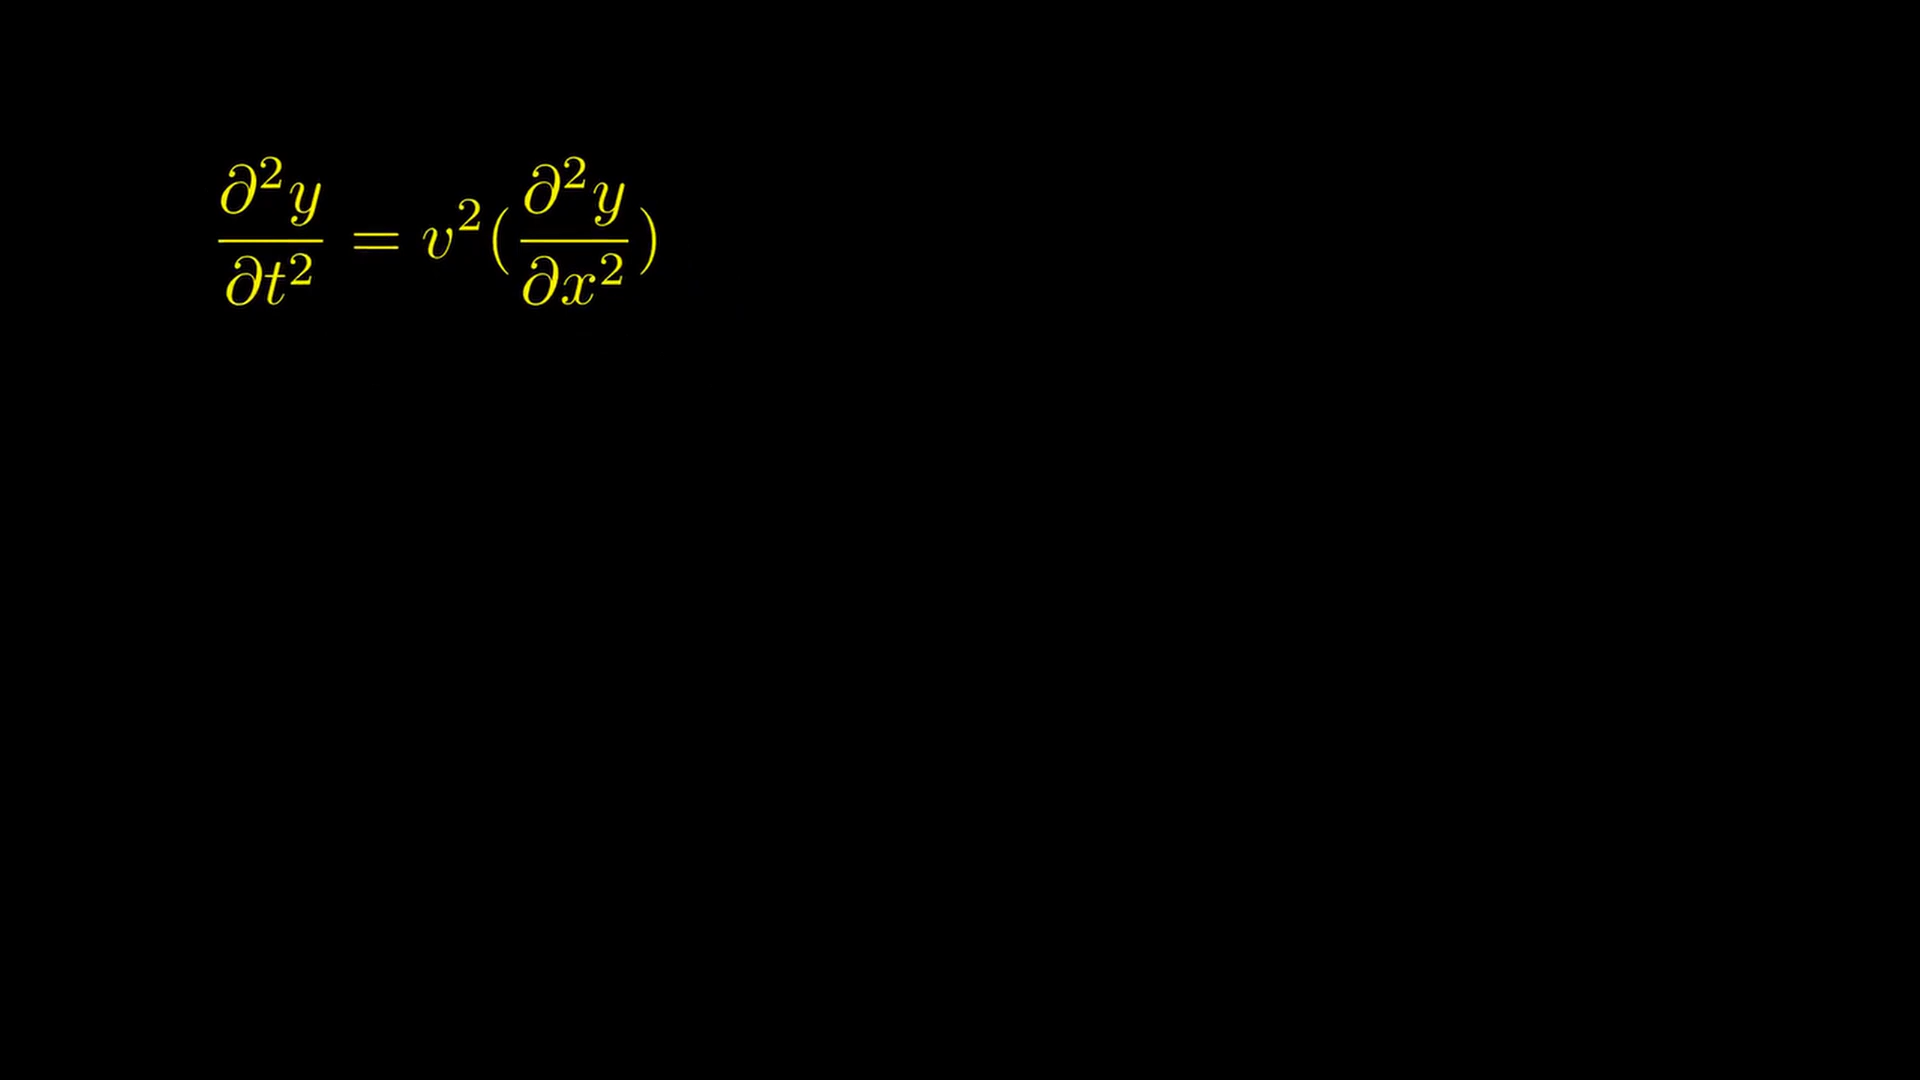 ∂²y/∂t² = v²(∂²y/∂x²)